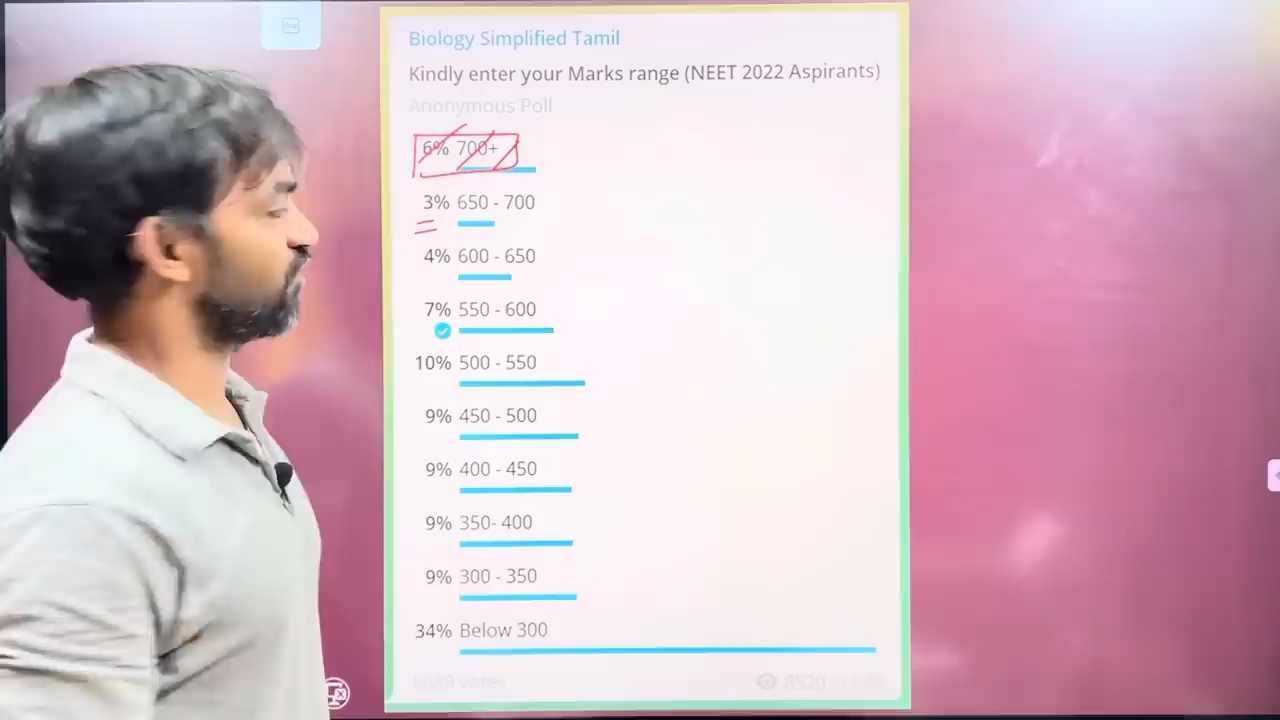 Biology Simplified Tamil
Kindly enter your Marks range (NEET 2022 Aspirants)
Anonymous Poll
6% 700+
3% 650 - 700
4% 600 - 650
7% 550 - 600
10% 500 - 550
9% 450 - 500
9% 400 - 450
9% 350- 400
9% 300 - 350
34% Below 300
votes